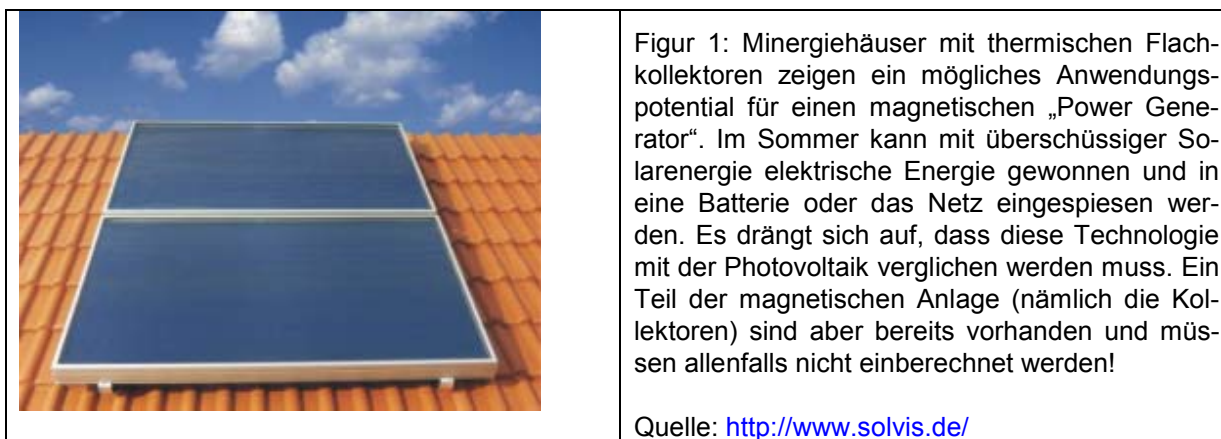 Figur 1: Minergiehäuser mit thermischen Flach-
kollektoren zeigen ein mögliches Anwendungs-
potential für einen magnetischen „Power Gene-
rator“. Im Sommer kann mit überschüssiger So-
larenergie elektrische Energie gewonnen und in
eine Batterie oder das Netz eingespiesen wer-
den. Es drängt sich auf, dass diese Technologie
mit der Photovoltaik verglichen werden muss. Ein
Teil der magnetischen Anlage (nämlich die Kol-
lektoren) sind aber bereits vorhanden und müs-
sen allenfalls nicht einberechnet werden!
Quelle: http://www.solvis.de/